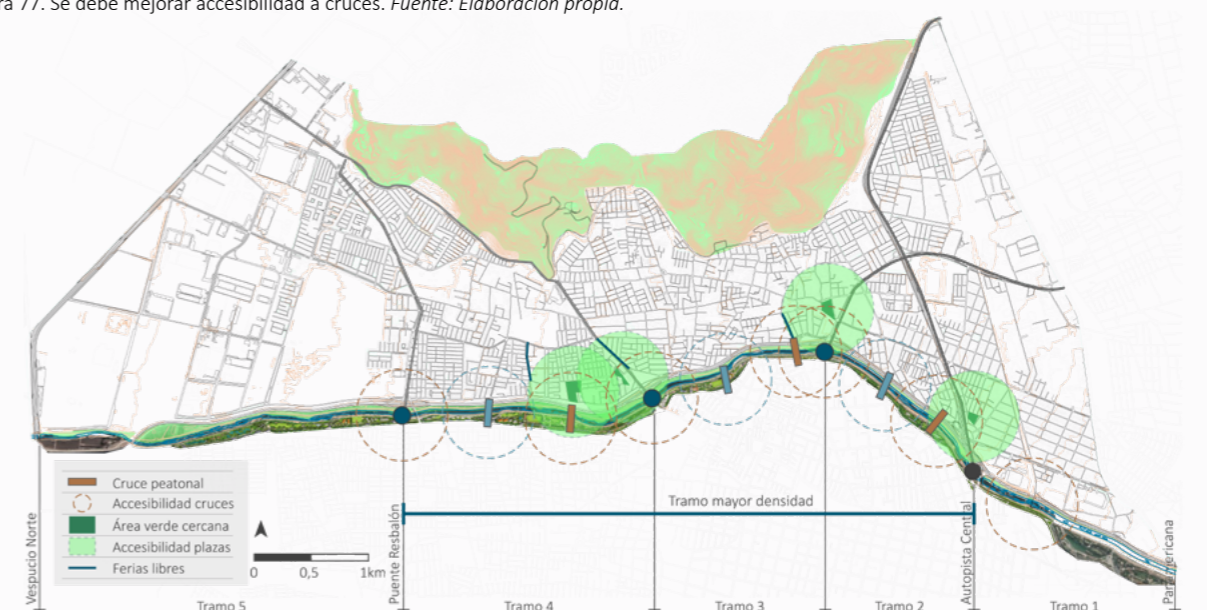 ra 77. Se debe mejorar accesibilidad a cruces. Fuente: Elaboración propia.
Cruce peatonal
Accesibilidad cruces
Área verde cercana
Accesibilidad plazas
Ferias libres
0 0,5 1km
Tramo mayor densidad
Vespucio Norte
Puente Resbalón
Autopista Central
Panamericana
Tramo 5
Tramo 4
Tramo 3
Tramo 2
Tramo 1